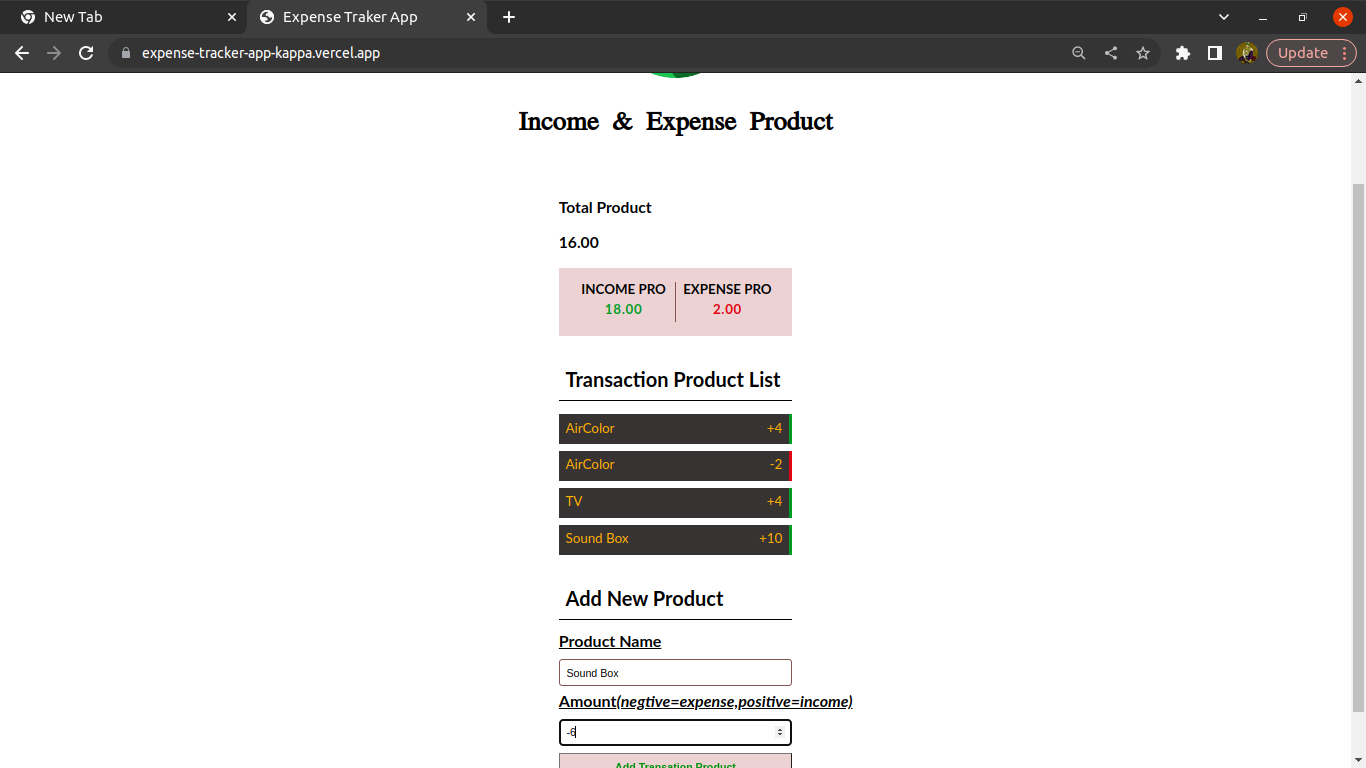 New Tab
Expense Traker App
expense-tracker-app-kappa.vercel.app
Update
Income & Expense Product
Total Product
16.00
INCOME PRO EXPENSE PRO
18.00 2.00
Transaction Product List
AirColor +4
AirColor -2
TV +4
Sound Box +10
Add New Product
Product Name
Sound Box
Amount(negtive=expense,positive=income)
-6
Add Transation Product